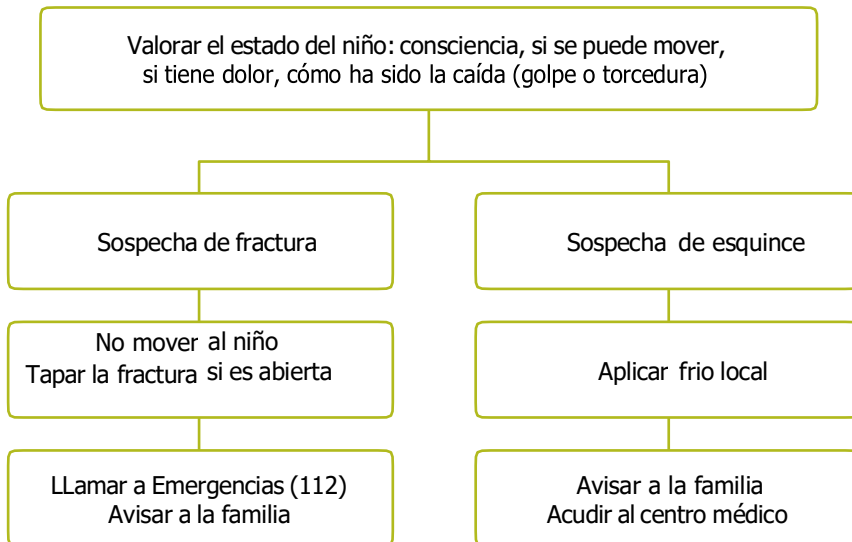 Valorar el estado del niño: consciencia, si se puede mover,
si tiene dolor, cómo ha sido la caída (golpe o torcedura)
Sospecha de fractura
Sospecha de esquince
No mover al niño
Tapar la fractura si es abierta
Aplicar frio local
LLamar a Emergencias (112)
Avisar a la familia
Avisar a la familia
Acudir al centro médico